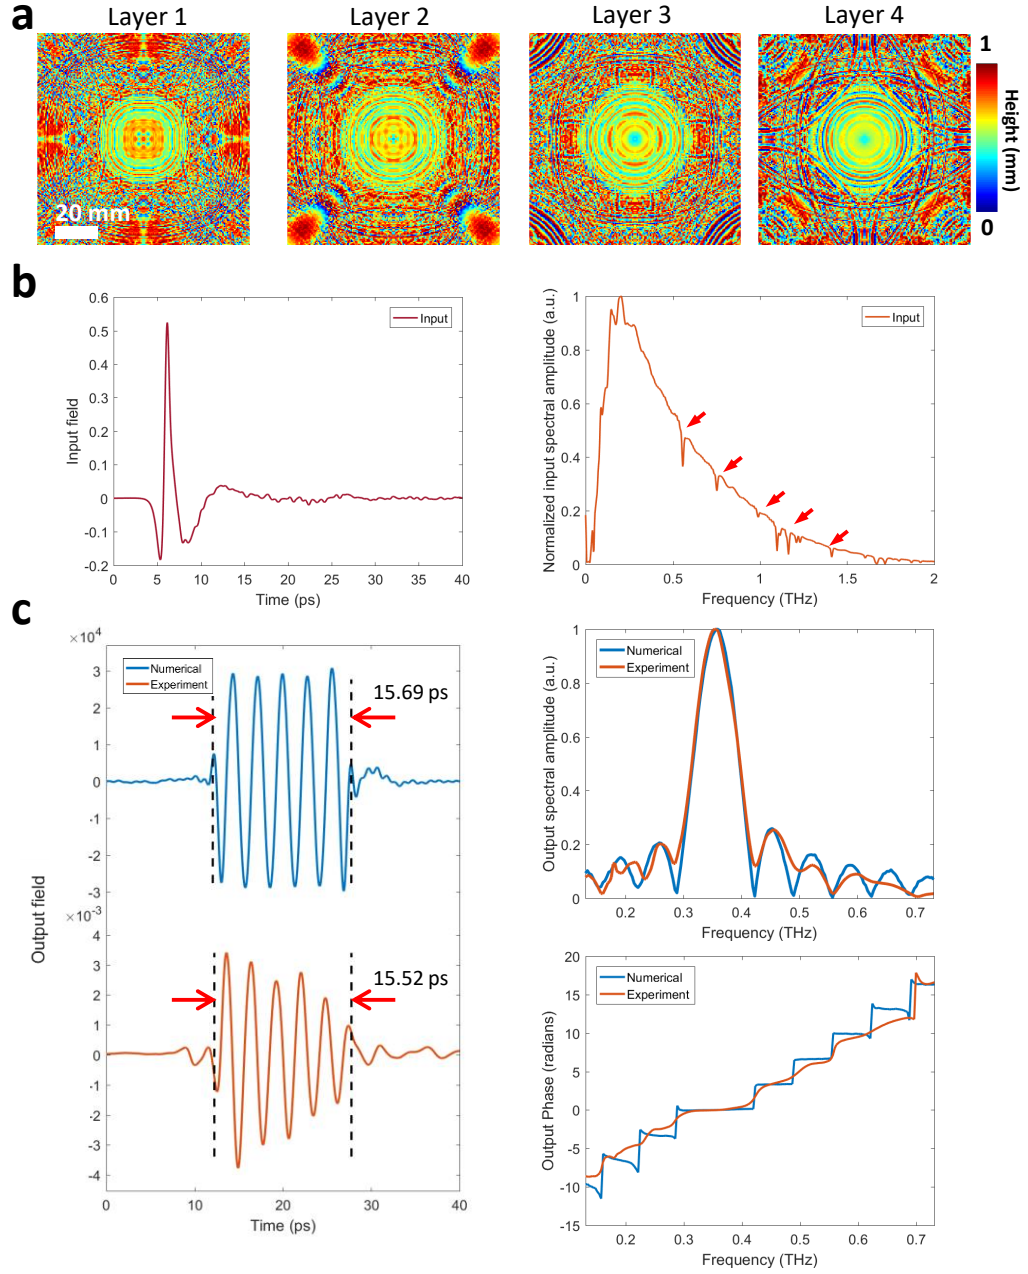 a
Layer 1
Layer 2
Layer 3
Layer 4
20 mm
1
Height (mm)
0
b
0.6
0.5
0.4
0.3
0.2
0.1
0
-0.1
-0.2
Input field
Input
0
5
10
15
20
25
30
35
40
Time (ps)
1
0.8
0.6
0.4
0.2
0
Normalized input spectral amplitude (a.u.)
Input
0
0.5
1
1.5
2
Frequency (THz)
c
×10⁴
3
2
1
0
-1
-2
-3
Numerical
Experiment
15.69 ps
Output field
×10⁻³
4
3
2
1
0
-1
-2
-3
-4
15.52 ps
0
10
20
30
40
Time (ps)
1
0.8
0.6
0.4
0.2
0
Output spectral amplitude (a.u.)
Numerical
Experiment
0.2
0.3
0.4
0.5
0.6
0.7
Frequency (THz)
20
15
10
5
0
-5
-10
-15
Output Phase (radians)
Numerical
Experiment
0.2
0.3
0.4
0.5
0.6
0.7
Frequency (THz)